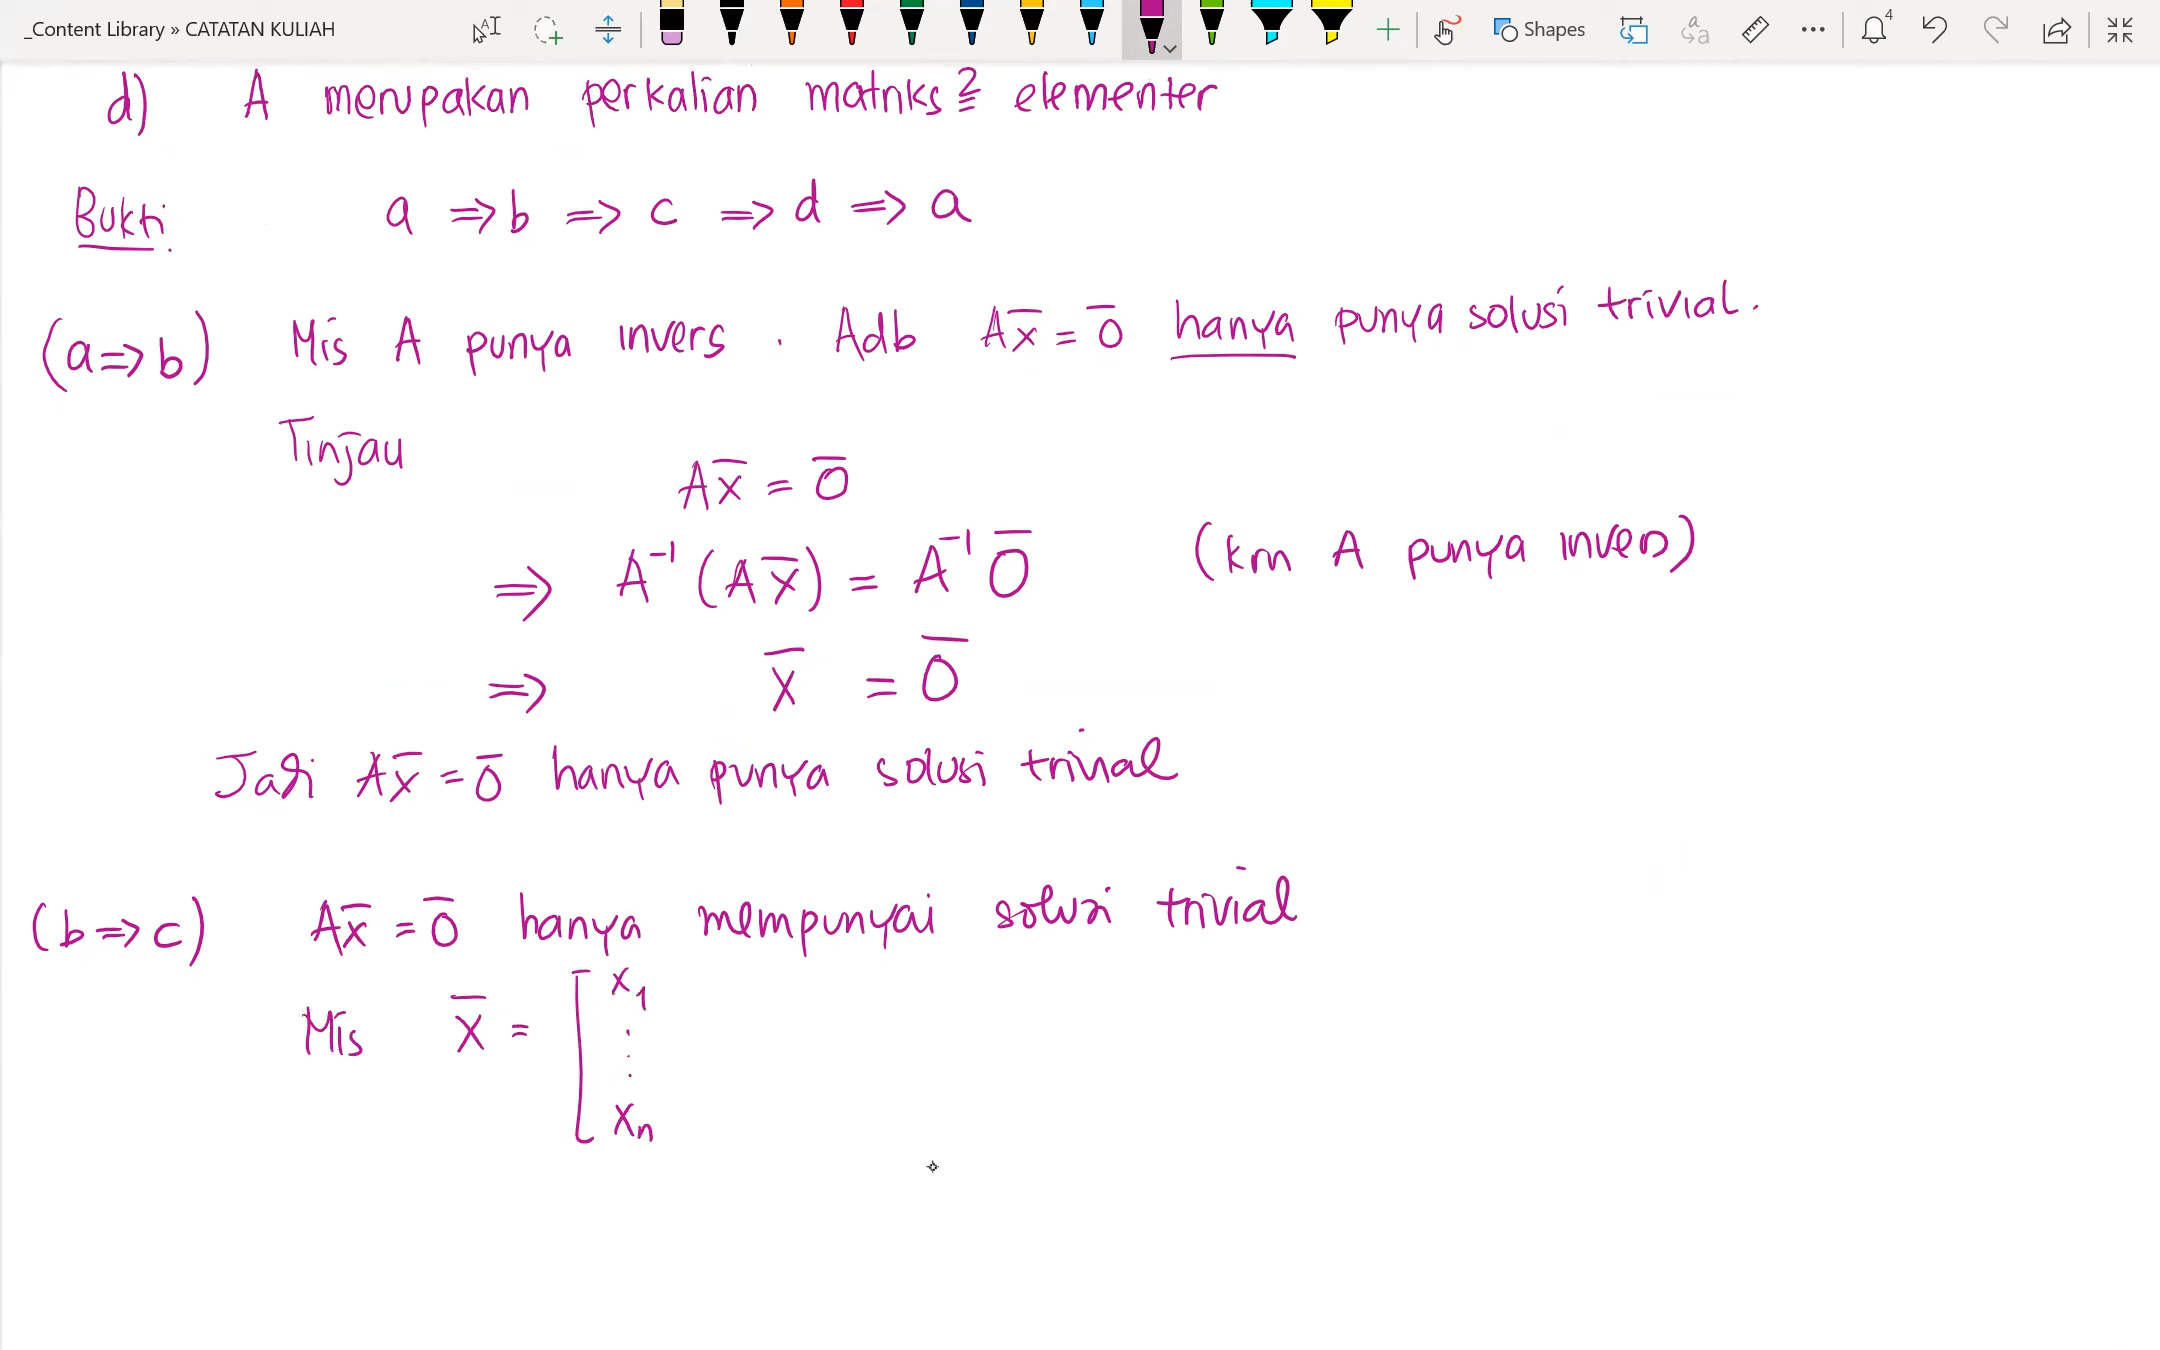 _Content Library » CATATAN KULIAH
Shapes
4
d) A merupakan perkalian matriks² elementer
Bukti.
a ⇒ b ⇒ c ⇒ d ⇒ a
(a⇒b) Mis A punya invers. Adb Ax̄ = 0̄ hanya punya solusi trivial.
Tinjau
Ax̄ = 0̄
⇒ A⁻¹(Ax̄) = A⁻¹0̄ (krn A punya invers)
⇒ x̄ = 0̄
Jadi Ax̄ = 0̄ hanya punya solusi trivial
(b⇒c) Ax̄ = 0̄ hanya mempunyai solusi trivial
Mis x̄ = [ x₁
⋮
xₙ